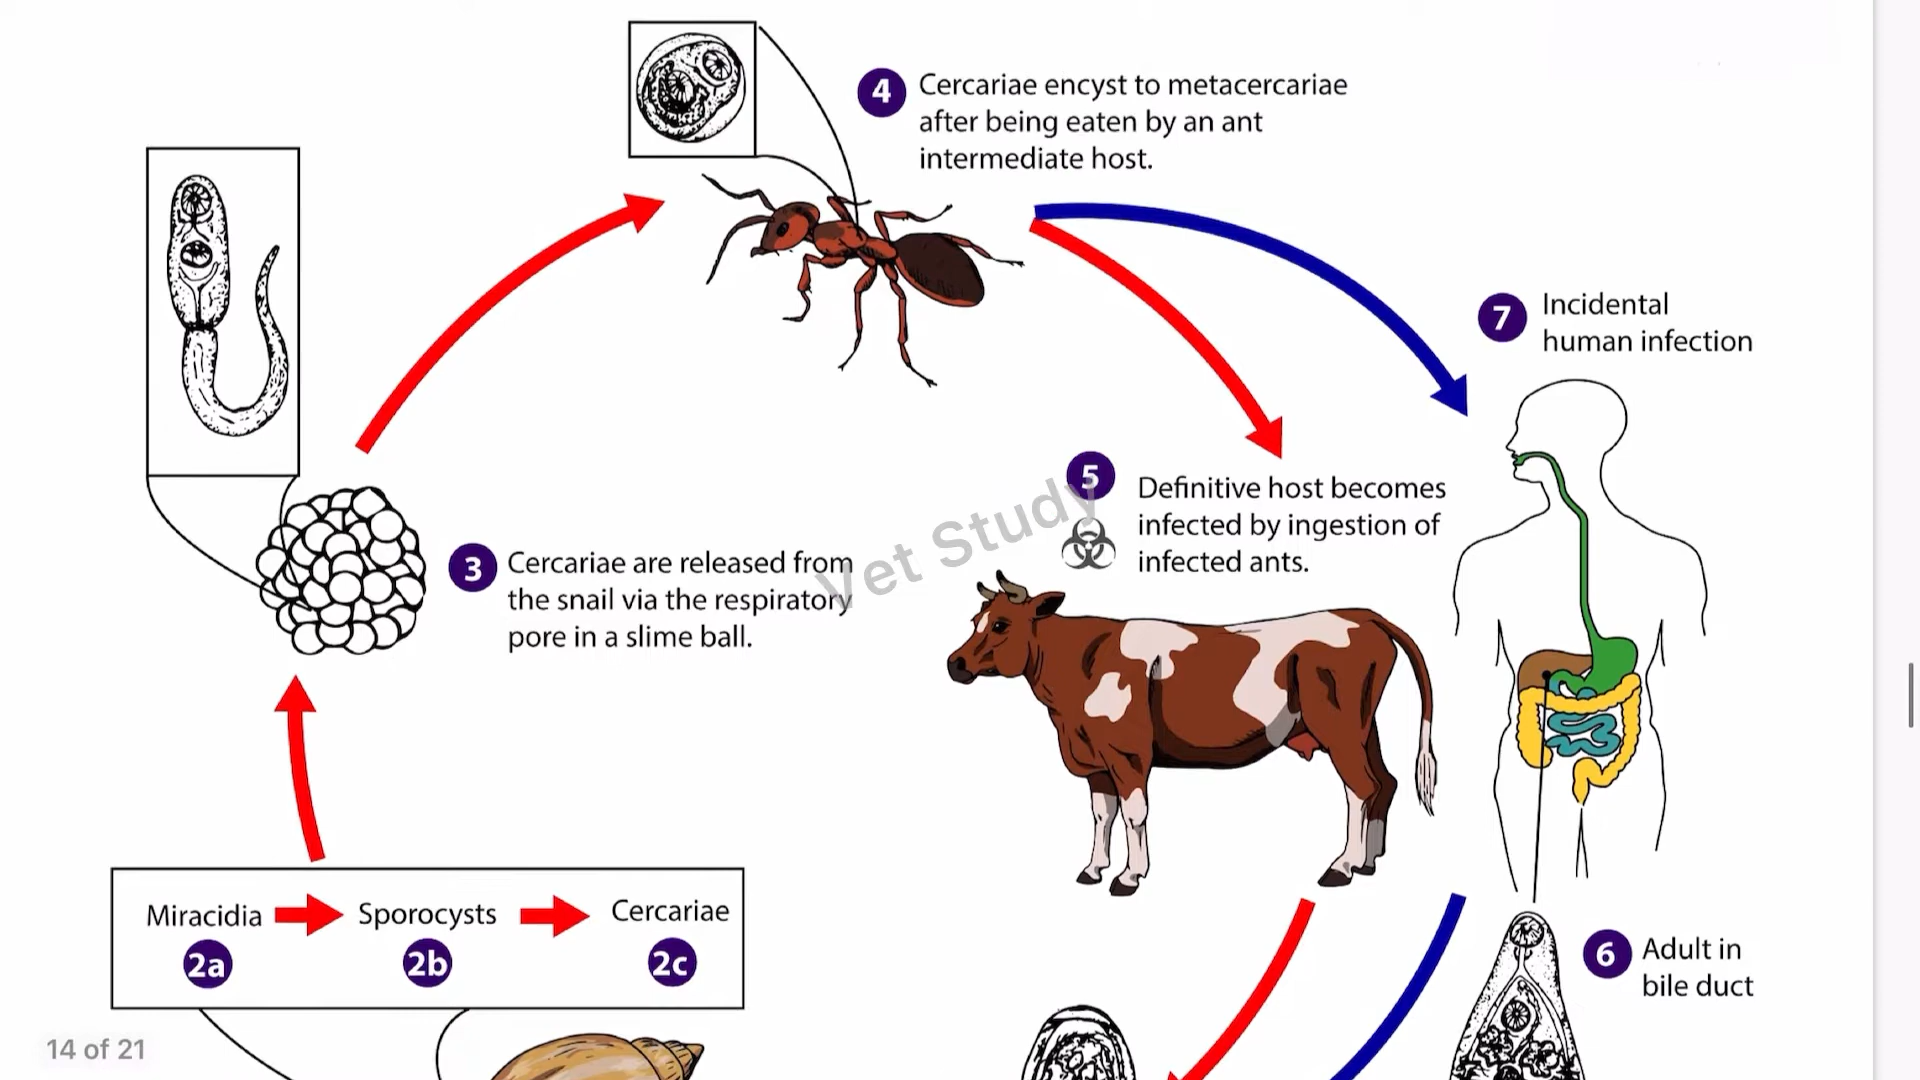 4
Cercariae encyst to metacercariae
after being eaten by an ant
intermediate host.
7
Incidental
human infection
5
Definitive host becomes
infected by ingestion of
infected ants.
Vet Study
3
Cercariae are released from
the snail via the respiratory
pore in a slime ball.
Miracidia Sporocysts Cercariae
2a 2b 2c
6
Adult in
bile duct
14 of 21